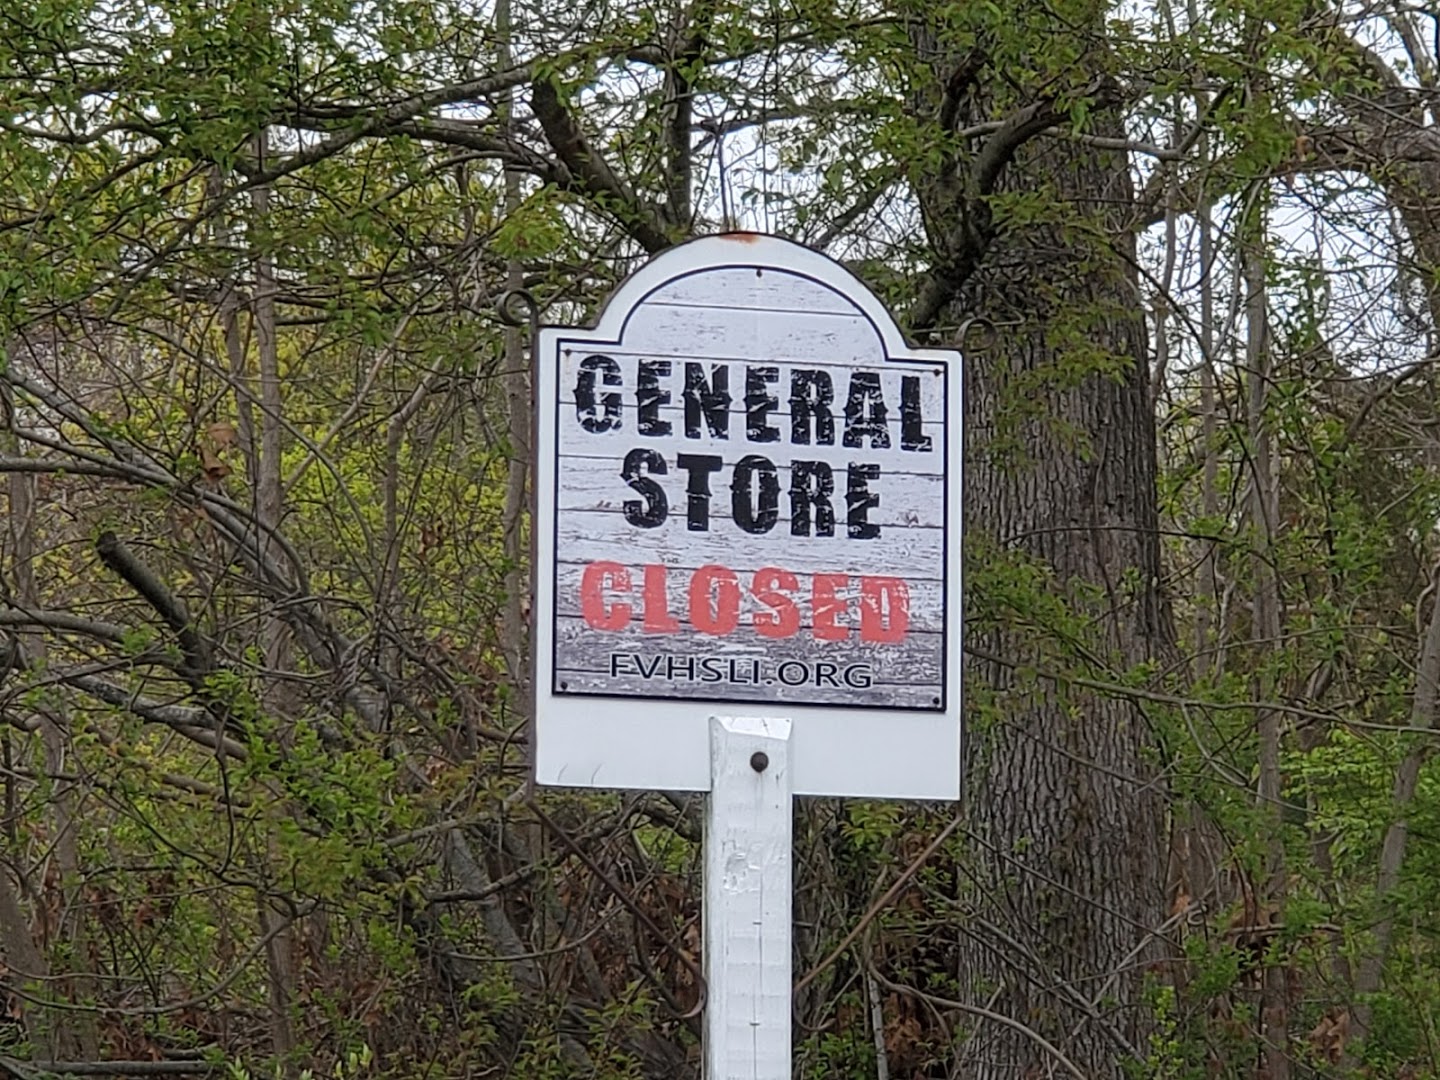 GENERAL
STORE
CLOSED
FVHSLI.ORG